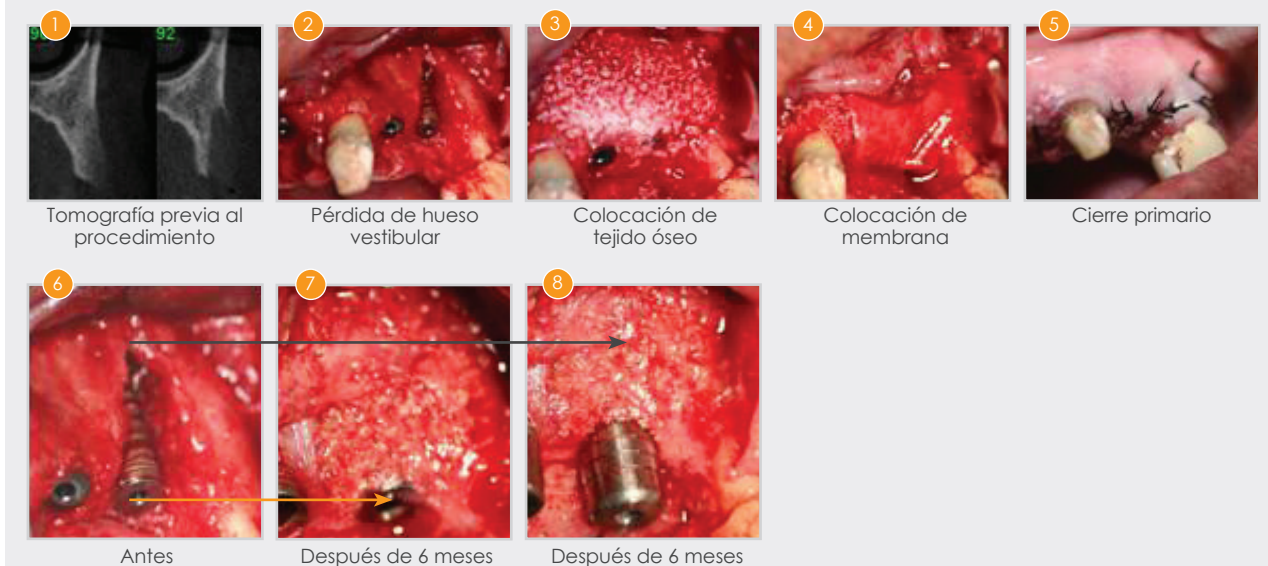 1
2
3
4
5
92
Tomografía previa al
procedimiento
Pérdida de hueso
vestibular
Colocación de
tejido óseo
Colocación de
membrana
Cierre primario
6
7
8
Antes
Después de 6 meses
Después de 6 meses